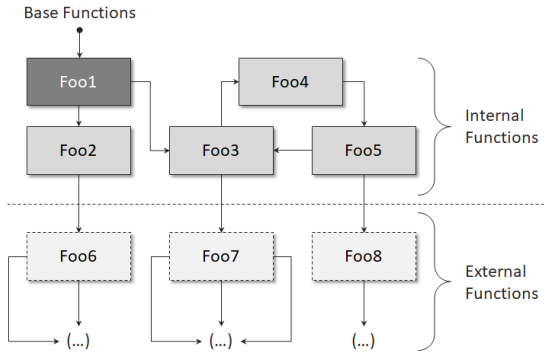 Base Functions
Foo1
Foo4
Internal
Functions
Foo2
Foo3
Foo5
Foo6
Foo7
Foo8
External
Functions
(...)
(...)
(...)